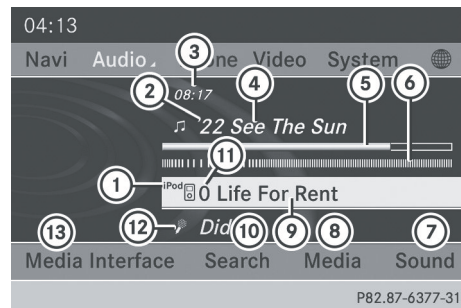 04:13
Navi Audio ne Video System
3
2 4 5 6
08:17
22 See The Sun
11
1 iPod 0 Life For Rent
12 Did
13 10 9 8 7
Media Interface Search Media Sound
P82.87-6377-31